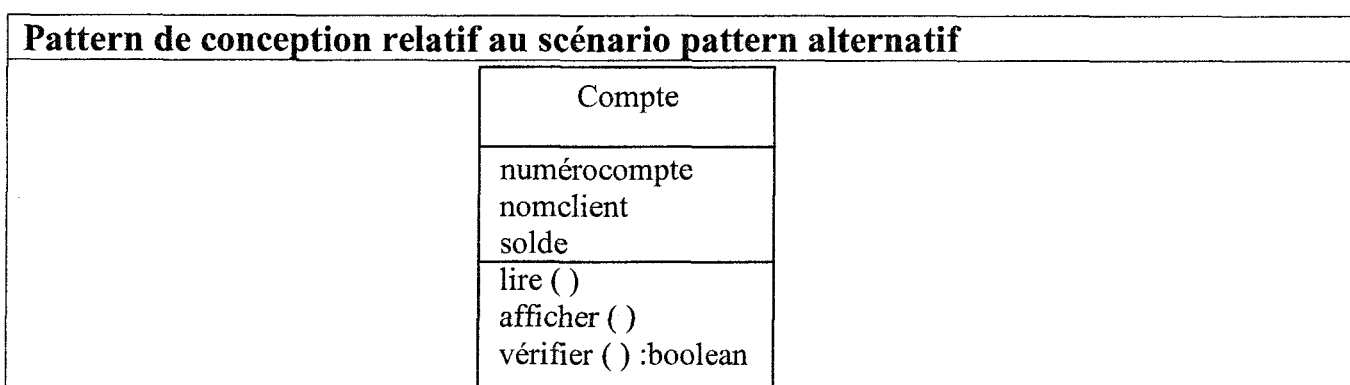 Pattern de conception relatif au scénario pattern alternatif
Compte
numérocompte
nomclient
solde
lire ( )
afficher ( )
vérifier ( ) :boolean